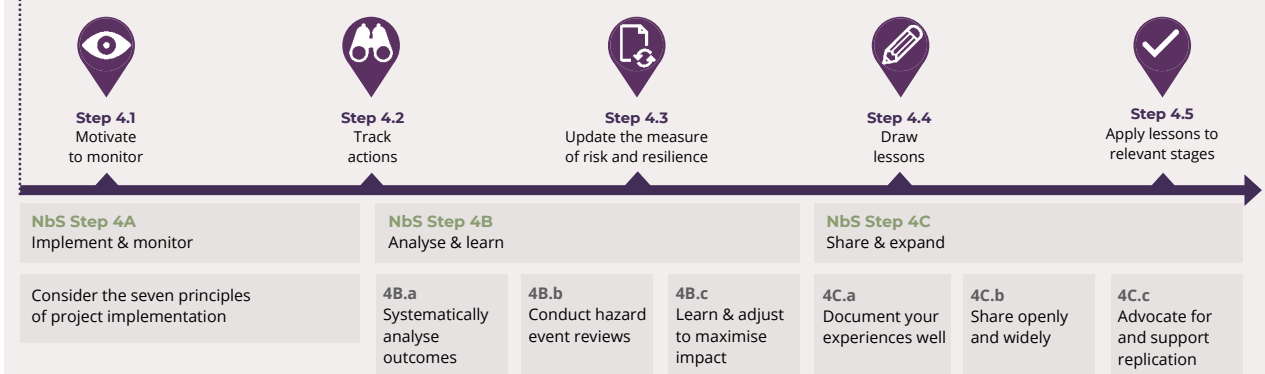 Step 4.1
Motivate
to monitor
Step 4.2
Track
actions
Step 4.3
Update the measure
of risk and resilience
Step 4.4
Draw
lessons
Step 4.5
Apply lessons to
relevant stages
NbS Step 4A
Implement & monitor
NbS Step 4B
Analyse & learn
NbS Step 4C
Share & expand
Consider the seven principles
of project implementation
4B.a
Systematically
analyse
outcomes
4B.b
Conduct hazard
event reviews
4B.c
Learn & adjust
to maximise
impact
4C.a
Document your
experiences well
4C.b
Share openly
and widely
4C.c
Advocate for
and support
replication